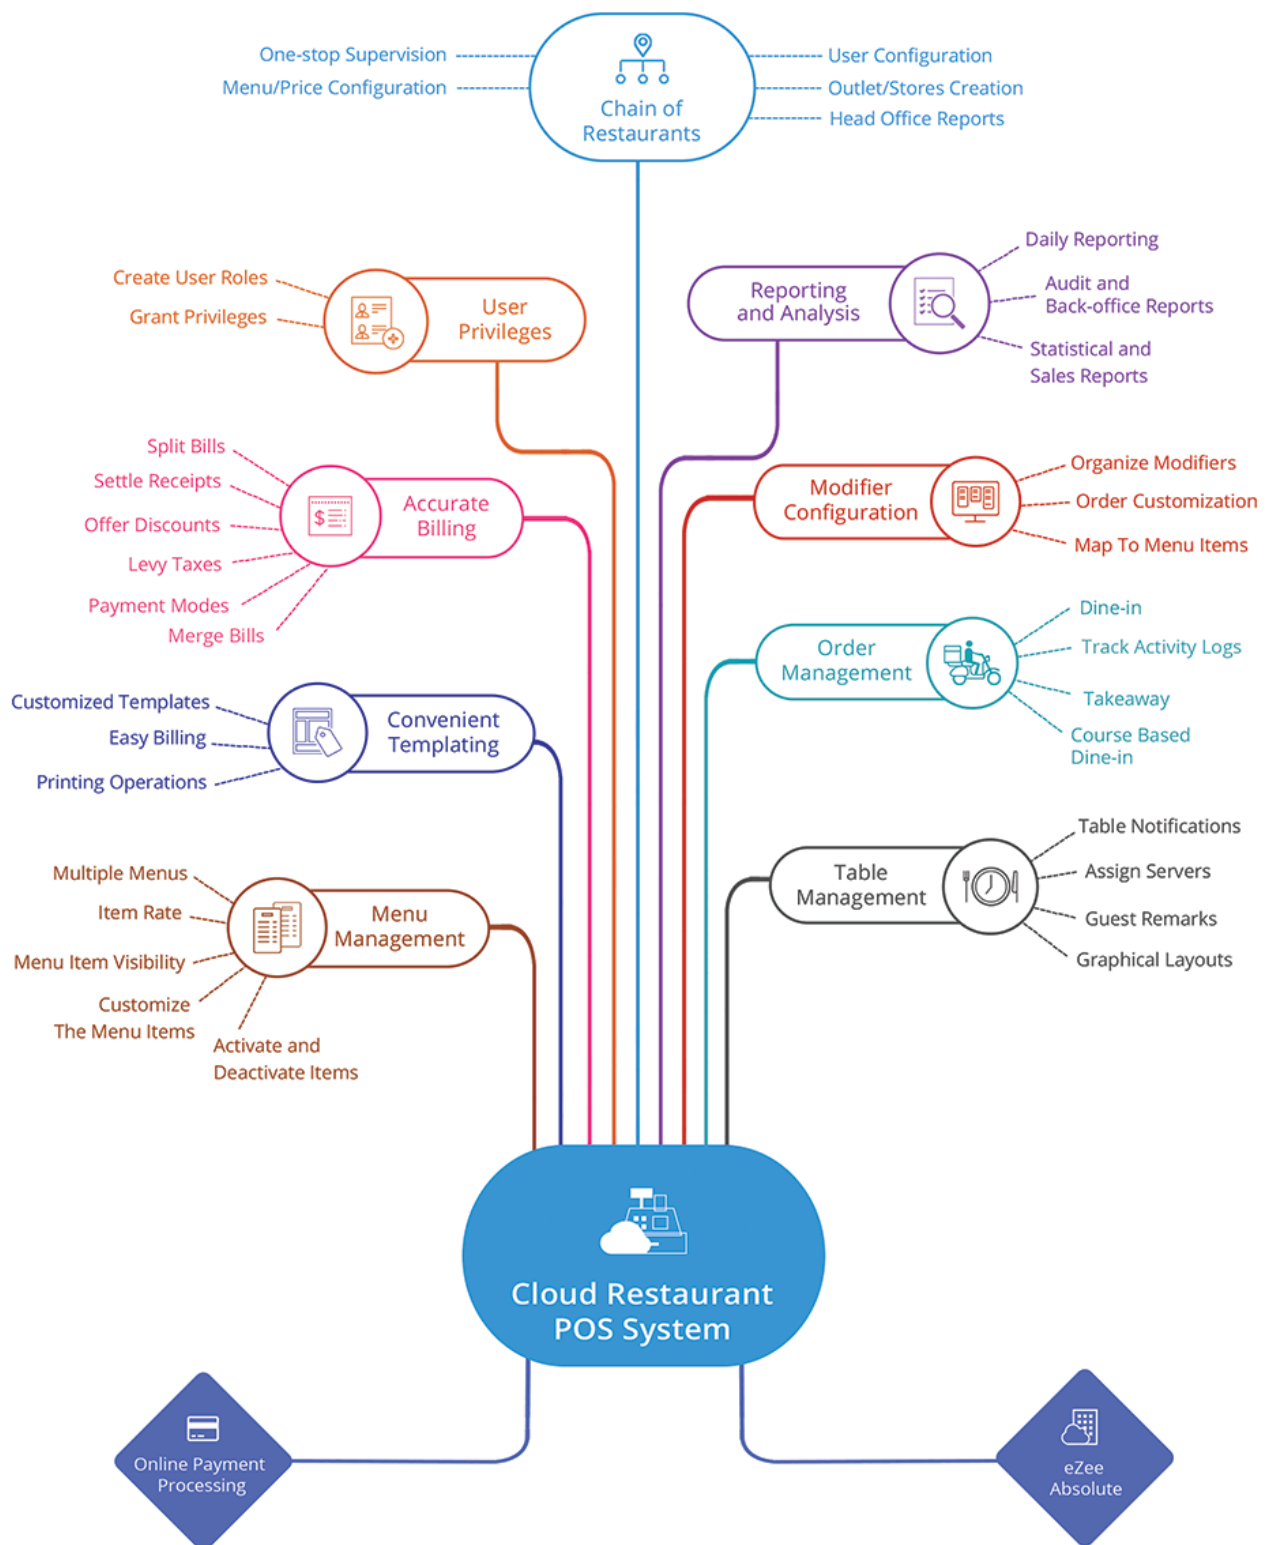 One-stop Supervision
Menu/Price Configuration
Chain of
Restaurants
User Configuration
Outlet/Stores Creation
Head Office Reports
Create User Roles
Grant Privileges
User
Privileges
Reporting
and Analysis
Daily Reporting
Audit and
Back-office Reports
Statistical and
Sales Reports
Split Bills
Settle Receipts
Offer Discounts
Levy Taxes
Payment Modes
Merge Bills
$
Accurate
Billing
Modifier
Configuration
Organize Modifiers
Order Customization
Map To Menu Items
Order
Management
Dine-in
Track Activity Logs
Takeaway
Course Based
Dine-in
Customized Templates
Easy Billing
Printing Operations
Convenient
Templating
Table
Management
Table Notifications
Assign Servers
Guest Remarks
Graphical Layouts
Multiple Menus
Item Rate
Menu Item Visibility
Customize
The Menu Items
Activate and
Deactivate Items
Menu
Management
Cloud Restaurant
POS System
Online Payment
Processing
eZee
Absolute